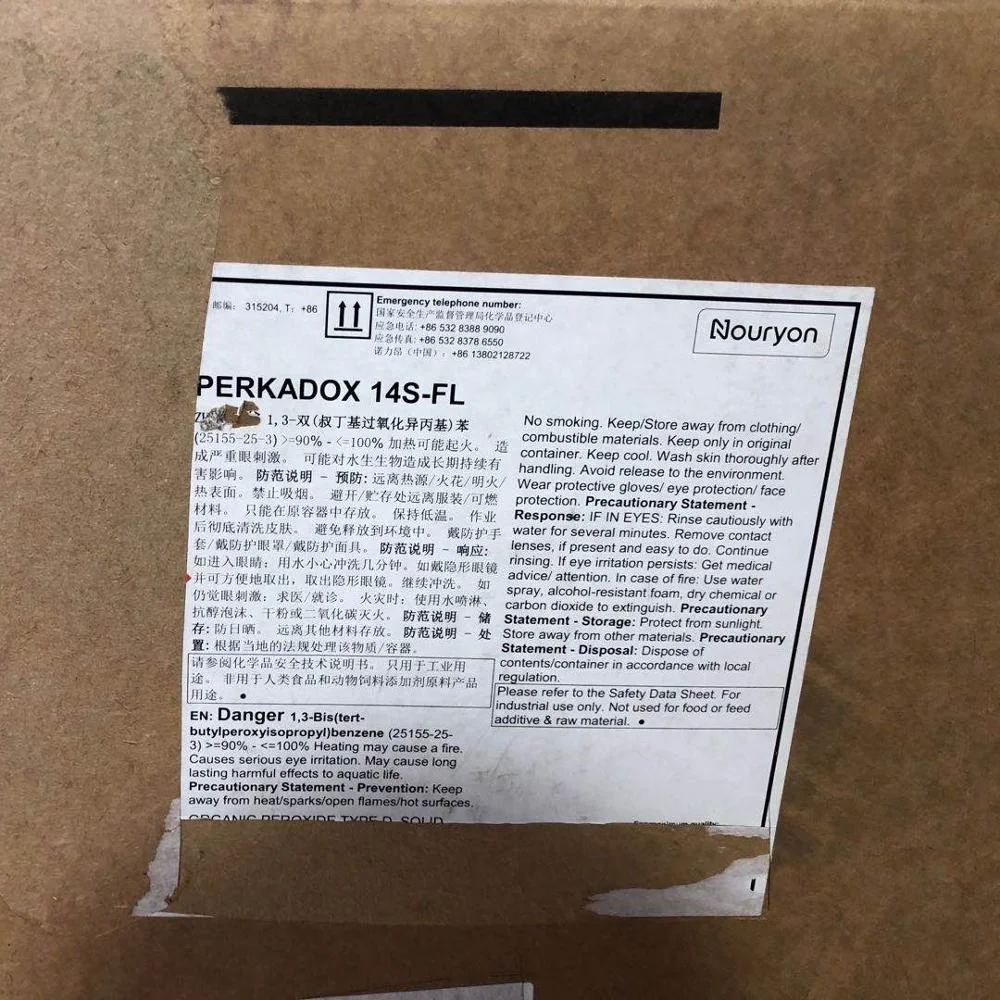 邮编: 315204, T: +86
Emergency telephone number:
国家安全生产监督管理局化学品登记中心
应急电话: +86 532 8388 9090
应急传真: +86 532 8378 6550
诺力昂（中国）: +86 13802128722
Nouryon
PERKADOX 14S-FL
1,3-双(叔丁基过氧化异丙基)苯
(25155-25-3) >=90% - <=100% 加热可能起火。 造
成严重眼刺激。 可能对水生生物造成长期持续有
害影响。 防范说明 - 预防: 远离热源/火花/明火/
热表面。禁止吸烟。 避开/贮存处远离服装/可燃
材料。 只能在原容器中存放。 保持低温。 作业
后彻底清洗皮肤。 避免释放到环境中。 戴防护手
套/戴防护眼罩/戴防护面具。 防范说明 - 响应:
如进入眼睛: 用水小心冲洗几分钟。如戴隐形眼镜
并可方便地取出，取出隐形眼镜。继续冲洗。 如
仍觉眼刺激: 求医/就诊。 火灾时: 使用水喷淋、
抗醇泡沫、干粉或二氧化碳灭火。 防范说明 - 储
存: 防日晒。 远离其他材料存放。 防范说明 - 处
置: 根据当地的法规处理该物质/容器。
请参阅化学品安全技术说明书。 只用于工业用
途。 非用于人类食品和动物饲料添加剂原料产品
用途。 •
EN: Danger 1,3-Bis(tert-
butylperoxyisopropyl)benzene (25155-25-
3) >=90% - <=100% Heating may cause a fire.
Causes serious eye irritation. May cause long
lasting harmful effects to aquatic life.
Precautionary Statement - Prevention: Keep
away from heat/sparks/open flames/hot surfaces.
ORGANIC PEROXIDE TYPE D, SOLID
No smoking. Keep/Store away from clothing/
combustible materials. Keep only in original
container. Keep cool. Wash skin thoroughly after
handling. Avoid release to the environment.
Wear protective gloves/ eye protection/ face
protection. Precautionary Statement -
Response: IF IN EYES: Rinse cautiously with
water for several minutes. Remove contact
lenses, if present and easy to do. Continue
rinsing. If eye irritation persists: Get medical
advice/ attention. In case of fire: Use water
spray, alcohol-resistant foam, dry chemical or
carbon dioxide to extinguish. Precautionary
Statement - Storage: Protect from sunlight.
Store away from other materials. Precautionary
Statement - Disposal: Dispose of
contents/container in accordance with local
regulation.
Please refer to the Safety Data Sheet. For
industrial use only. Not used for food or feed
additive & raw material. •